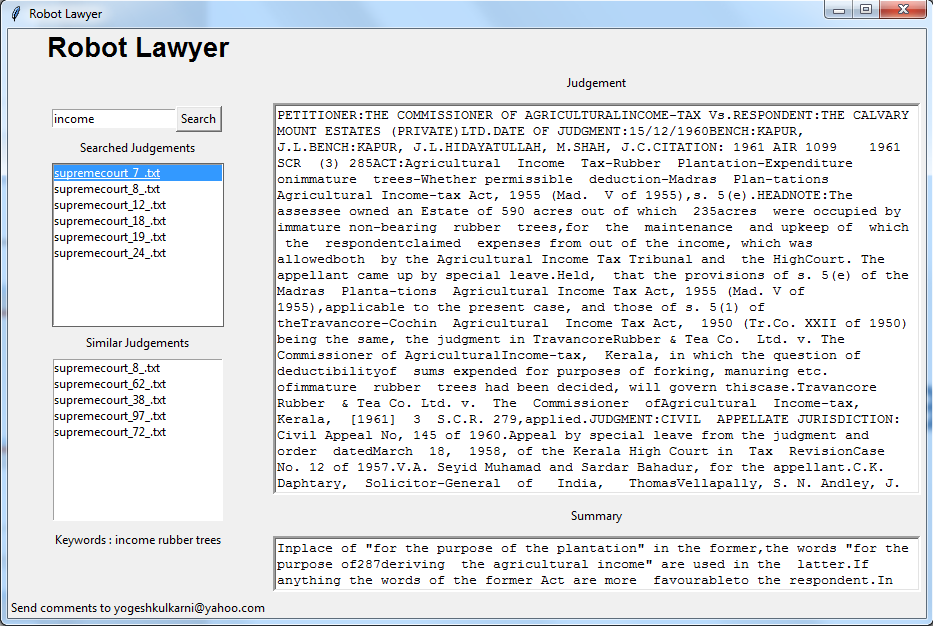 Robot Lawyer
Robot Lawyer
income
Search
Searched Judgements
supremecourt_7_.txt
supremecourt_8_.txt
supremecourt_12_.txt
supremecourt_18_.txt
supremecourt_19_.txt
supremecourt_24_.txt
Similar Judgements
supremecourt_8_.txt
supremecourt_62_.txt
supremecourt_38_.txt
supremecourt_97_.txt
supremecourt_72_.txt
Keywords : income rubber trees
Judgement
PETITIONER:THE COMMISSIONER OF AGRICULTURALINCOME-TAX Vs.RESPONDENT:THE CALVARY
MOUNT ESTATES (PRIVATE)LTD.DATE OF JUDGMENT:15/12/1960BENCH:KAPUR,
J.L.BENCH:KAPUR, J.L.HIDAYATULLAH, M.SHAH, J.C.CITATION: 1961 AIR 1099    1961
SCR  (3) 285ACT:Agricultural  Income  Tax-Rubber  Plantation-Expenditure
onimmature  trees-Whether permissible  deduction-Madras  Plan-tations
Agricultural Income-tax Act, 1955 (Mad.  V of 1955),s. 5(e).HEADNOTE:The
assessee owned an Estate of 590 acres out of which  235acres  were occupied by
immature non-bearing  rubber  trees,for  the  maintenance  and upkeep of  which
the  respondentclaimed  expenses from out of the income, which was
allowedboth  by the Agricultural Income Tax Tribunal and  the HighCourt. The
appellant came up by special leave.Held,  that the provisions of s. 5(e) of the
Madras  Planta-tions  Agricultural Income Tax Act, 1955 (Mad. V of
1955),applicable to the present case, and those of s. 5(1) of
theTravancore-Cochin  Agricultural  Income Tax Act,  1950 (Tr.Co. XXII of 1950)
being the same, the judgment in TravancoreRubber & Tea Co.  Ltd. v. The
Commissioner of AgriculturalIncome-tax,  Kerala, in which the question of
deductibilityof  sums expended for purposes of forking, manuring etc.
ofimmature  rubber  trees had been decided, will govern thiscase.Travancore
Rubber  & Tea Co. Ltd. v.  The  Commissioner  ofAgricultural  Income-tax,
Kerala,  [1961]  3  S.C.R. 279,applied.JUDGMENT:CIVIL  APPELLATE JURISDICTION:
Civil Appeal No, 145 of 1960.Appeal by special leave from the judgment and
order  datedMarch  18,  1958, of the Kerala High Court in  Tax  RevisionCase
No. 12 of 1957.V.A. Seyid Muhamad and Sardar Bahadur, for the appellant.C.K.
Daphtary,  Solicitor-General  of  India,  ThomasVellapally, S. N. Andley, J.
Summary
Inplace of "for the purpose of the plantation" in the former,the words "for the
purpose of287deriving  the agricultural income" are used in the  latter.If
anything the words of the former Act are more  favourableto the respondent.In
Send comments to yogeshkulkarni@yahoo.com